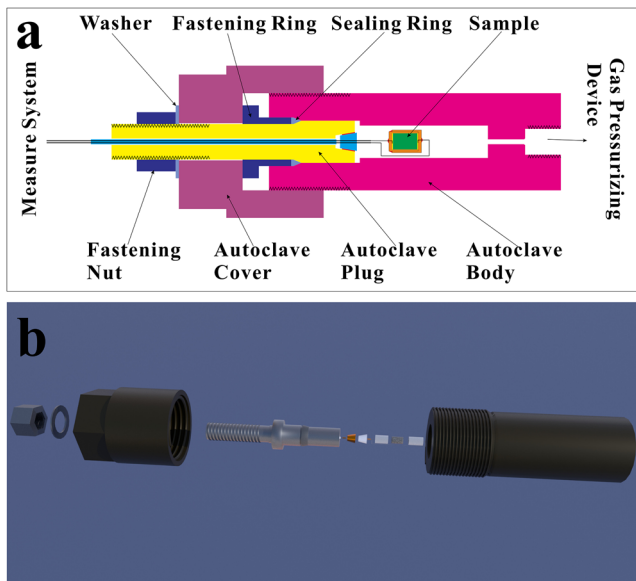 a
Washer
Fastening Ring
Sealing Ring
Sample
Measure System
Gas Pressurizing
Device
Fastening
Nut
Autoclave
Cover
Autoclave
Plug
Autoclave
Body
b